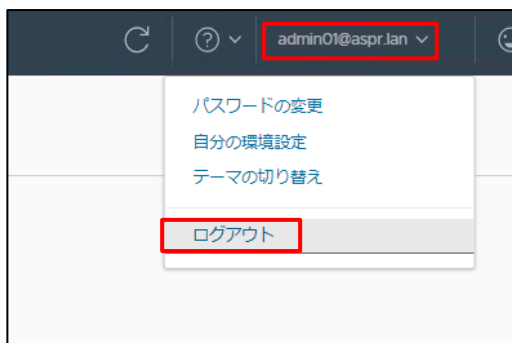 admin01@aspr.lan
パスワードの変更
自分の環境設定
テーマの切り替え
ログアウト